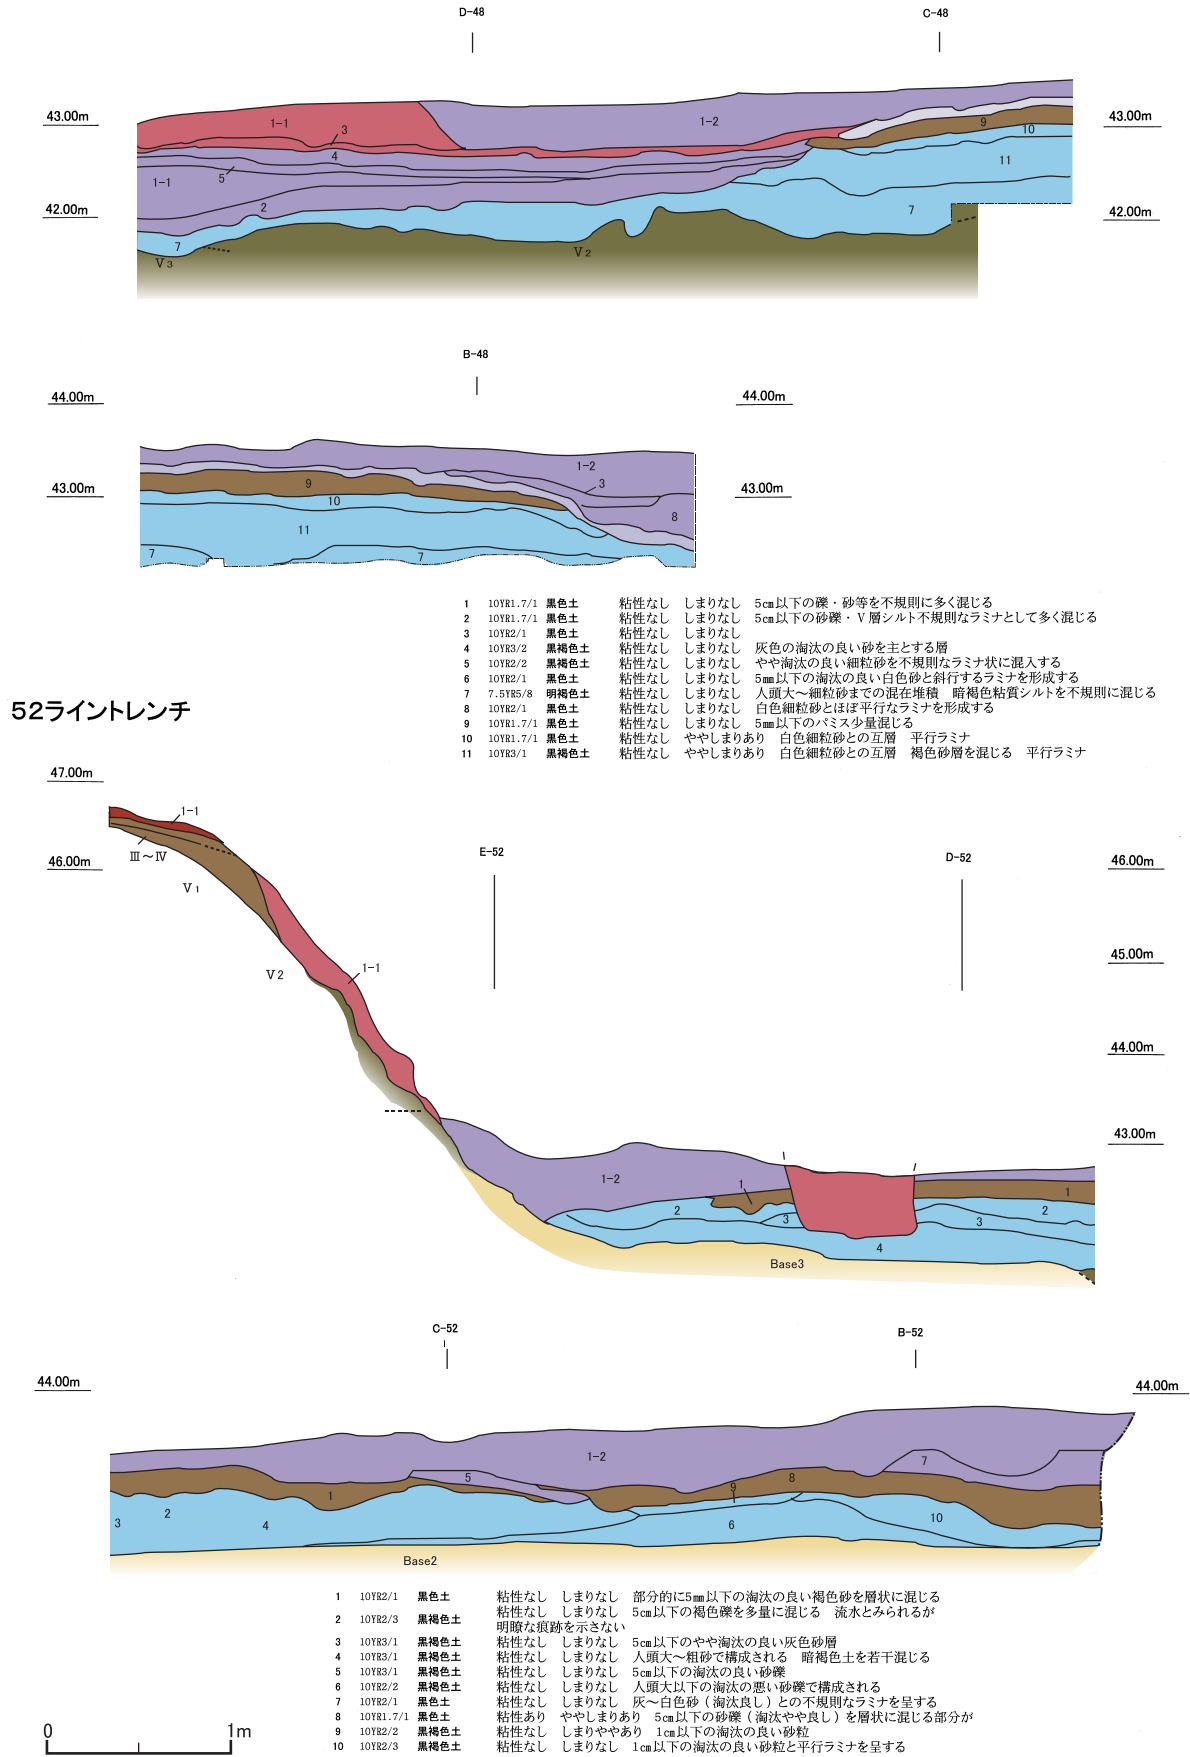 D-48
C-48
43.00m
43.00m
1-1
3
1-2
9
10
4
11
5
1-1
42.00m
2
7
42.00m
7
V3
V2
B-48
44.00m
44.00m
1-2
43.00m
9
3
43.00m
10
8
11
7
7
1 10YR1.7/1 黒色土 粘性なし しまりなし 5cm以下の礫・砂等を不規則に多く混じる
2 10YR1.7/1 黒色土 粘性なし しまりなし 5cm以下の砂礫・V層シルト不規則なラミナとして多く混じる
3 10YR2/1 黒色土 粘性なし しまりなし
4 10YR3/2 黒褐色土 粘性なし しまりなし 灰色の淘汰の良い砂を主とする層
5 10YR2/2 黒褐色土 粘性なし しまりなし やや淘汰の良い細粒砂を不規則なラミナ状に混入する
6 10YR2/1 黒色土 粘性なし しまりなし 5mm以下の淘汰の良い白色砂と斜行するラミナを形成する
7 7.5YR5/8 明褐色土 粘性なし しまりなし 人頭大～細粒砂までの混在堆積 暗褐色粘質シルトを不規則に混じる
8 10YR2/1 黒色土 粘性なし しまりなし 白色細粒砂とほぼ平行なラミナを形成する
9 10YR1.7/1 黒色土 粘性なし しまりなし 5mm以下のパミス少量混じる
10 10YR1.7/1 黒色土 粘性なし ややしまりあり 白色細粒砂との互層 平行ラミナ
11 10YR3/1 黒褐色土 粘性なし ややしまりあり 白色細粒砂との互層 褐色砂層を混じる 平行ラミナ
52ライントレンチ
47.00m
1-1
Ⅲ～Ⅳ
46.00m
E-52
D-52
46.00m
V1
45.00m
V2
1-1
44.00m
43.00m
1-2
1
1
2
2
3
3
4
Base3
C-52
B-52
44.00m
44.00m
1-2
7
5
8
9
1
2
3
4
6
10
Base2
1 10YR2/1 黒色土 粘性なし しまりなし 部分的に5mm以下の淘汰の良い褐色砂を層状に混じる
2 10YR2/3 黒褐色土 粘性なし しまりなし 5cm以下の褐色礫を多量に混じる 流水とみられるが
明瞭な痕跡を示さない
3 10YR3/1 黒褐色土 粘性なし しまりなし 5cm以下のやや淘汰の良い灰色砂層
4 10YR3/1 黒褐色土 粘性なし しまりなし 人頭大～粗砂で構成される 暗褐色土を若干混じる
5 10YR3/1 黒褐色土 粘性なし しまりなし 5cm以下の淘汰の良い砂礫
6 10YR2/2 黒褐色土 粘性なし しまりなし 人頭大以下の淘汰の悪い砂礫で構成される
7 10YR2/1 黒色土 粘性なし しまりなし 灰～白色砂（淘汰良し）との不規則なラミナを呈する
8 10YR1.7/1 黒色土 粘性あり ややしまりあり 5cm以下の砂礫（淘汰やや良し）を層状に混じる部分が
9 10YR2/2 黒褐色土 粘性なし しまりややあり 1cm以下の淘汰の良い砂粒
10 10YR2/3 黒褐色土 粘性なし しまりなし 1cm以下の淘汰の良い砂粒と平行ラミナを呈する
0
1m